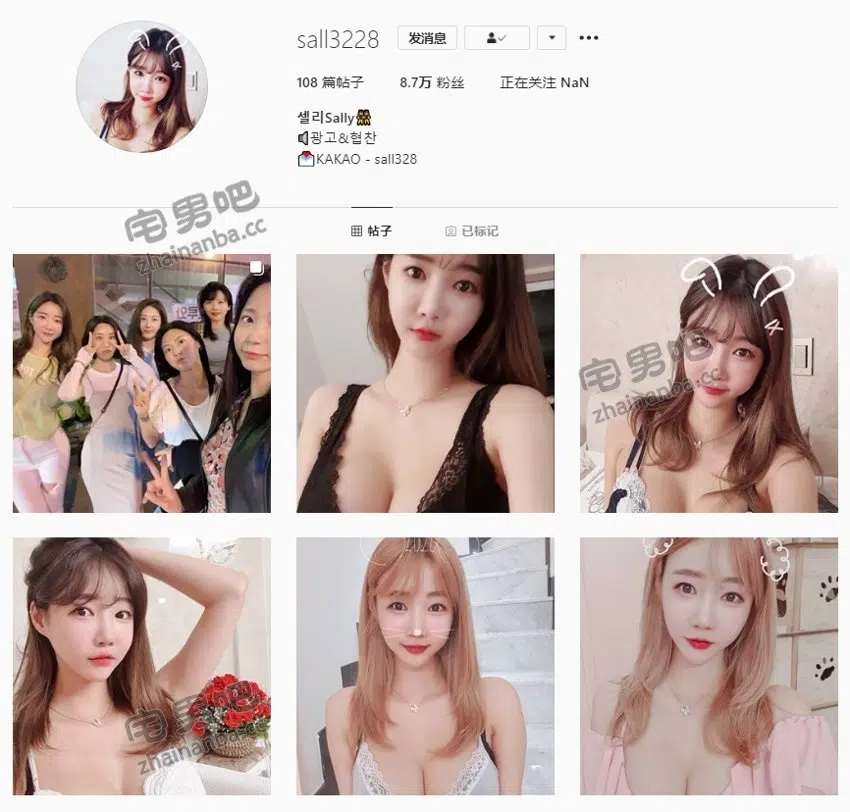 sall3228 发消息
108 篇帖子 8.7万 粉丝 正在关注 NaN
셀리Sally
광고&협찬
KAKAO - sall328
宅男吧
zhainanba.cc
帖子 已标记
宅男吧
zhainanba.cc
2020
宅男吧
zhainanba.cc